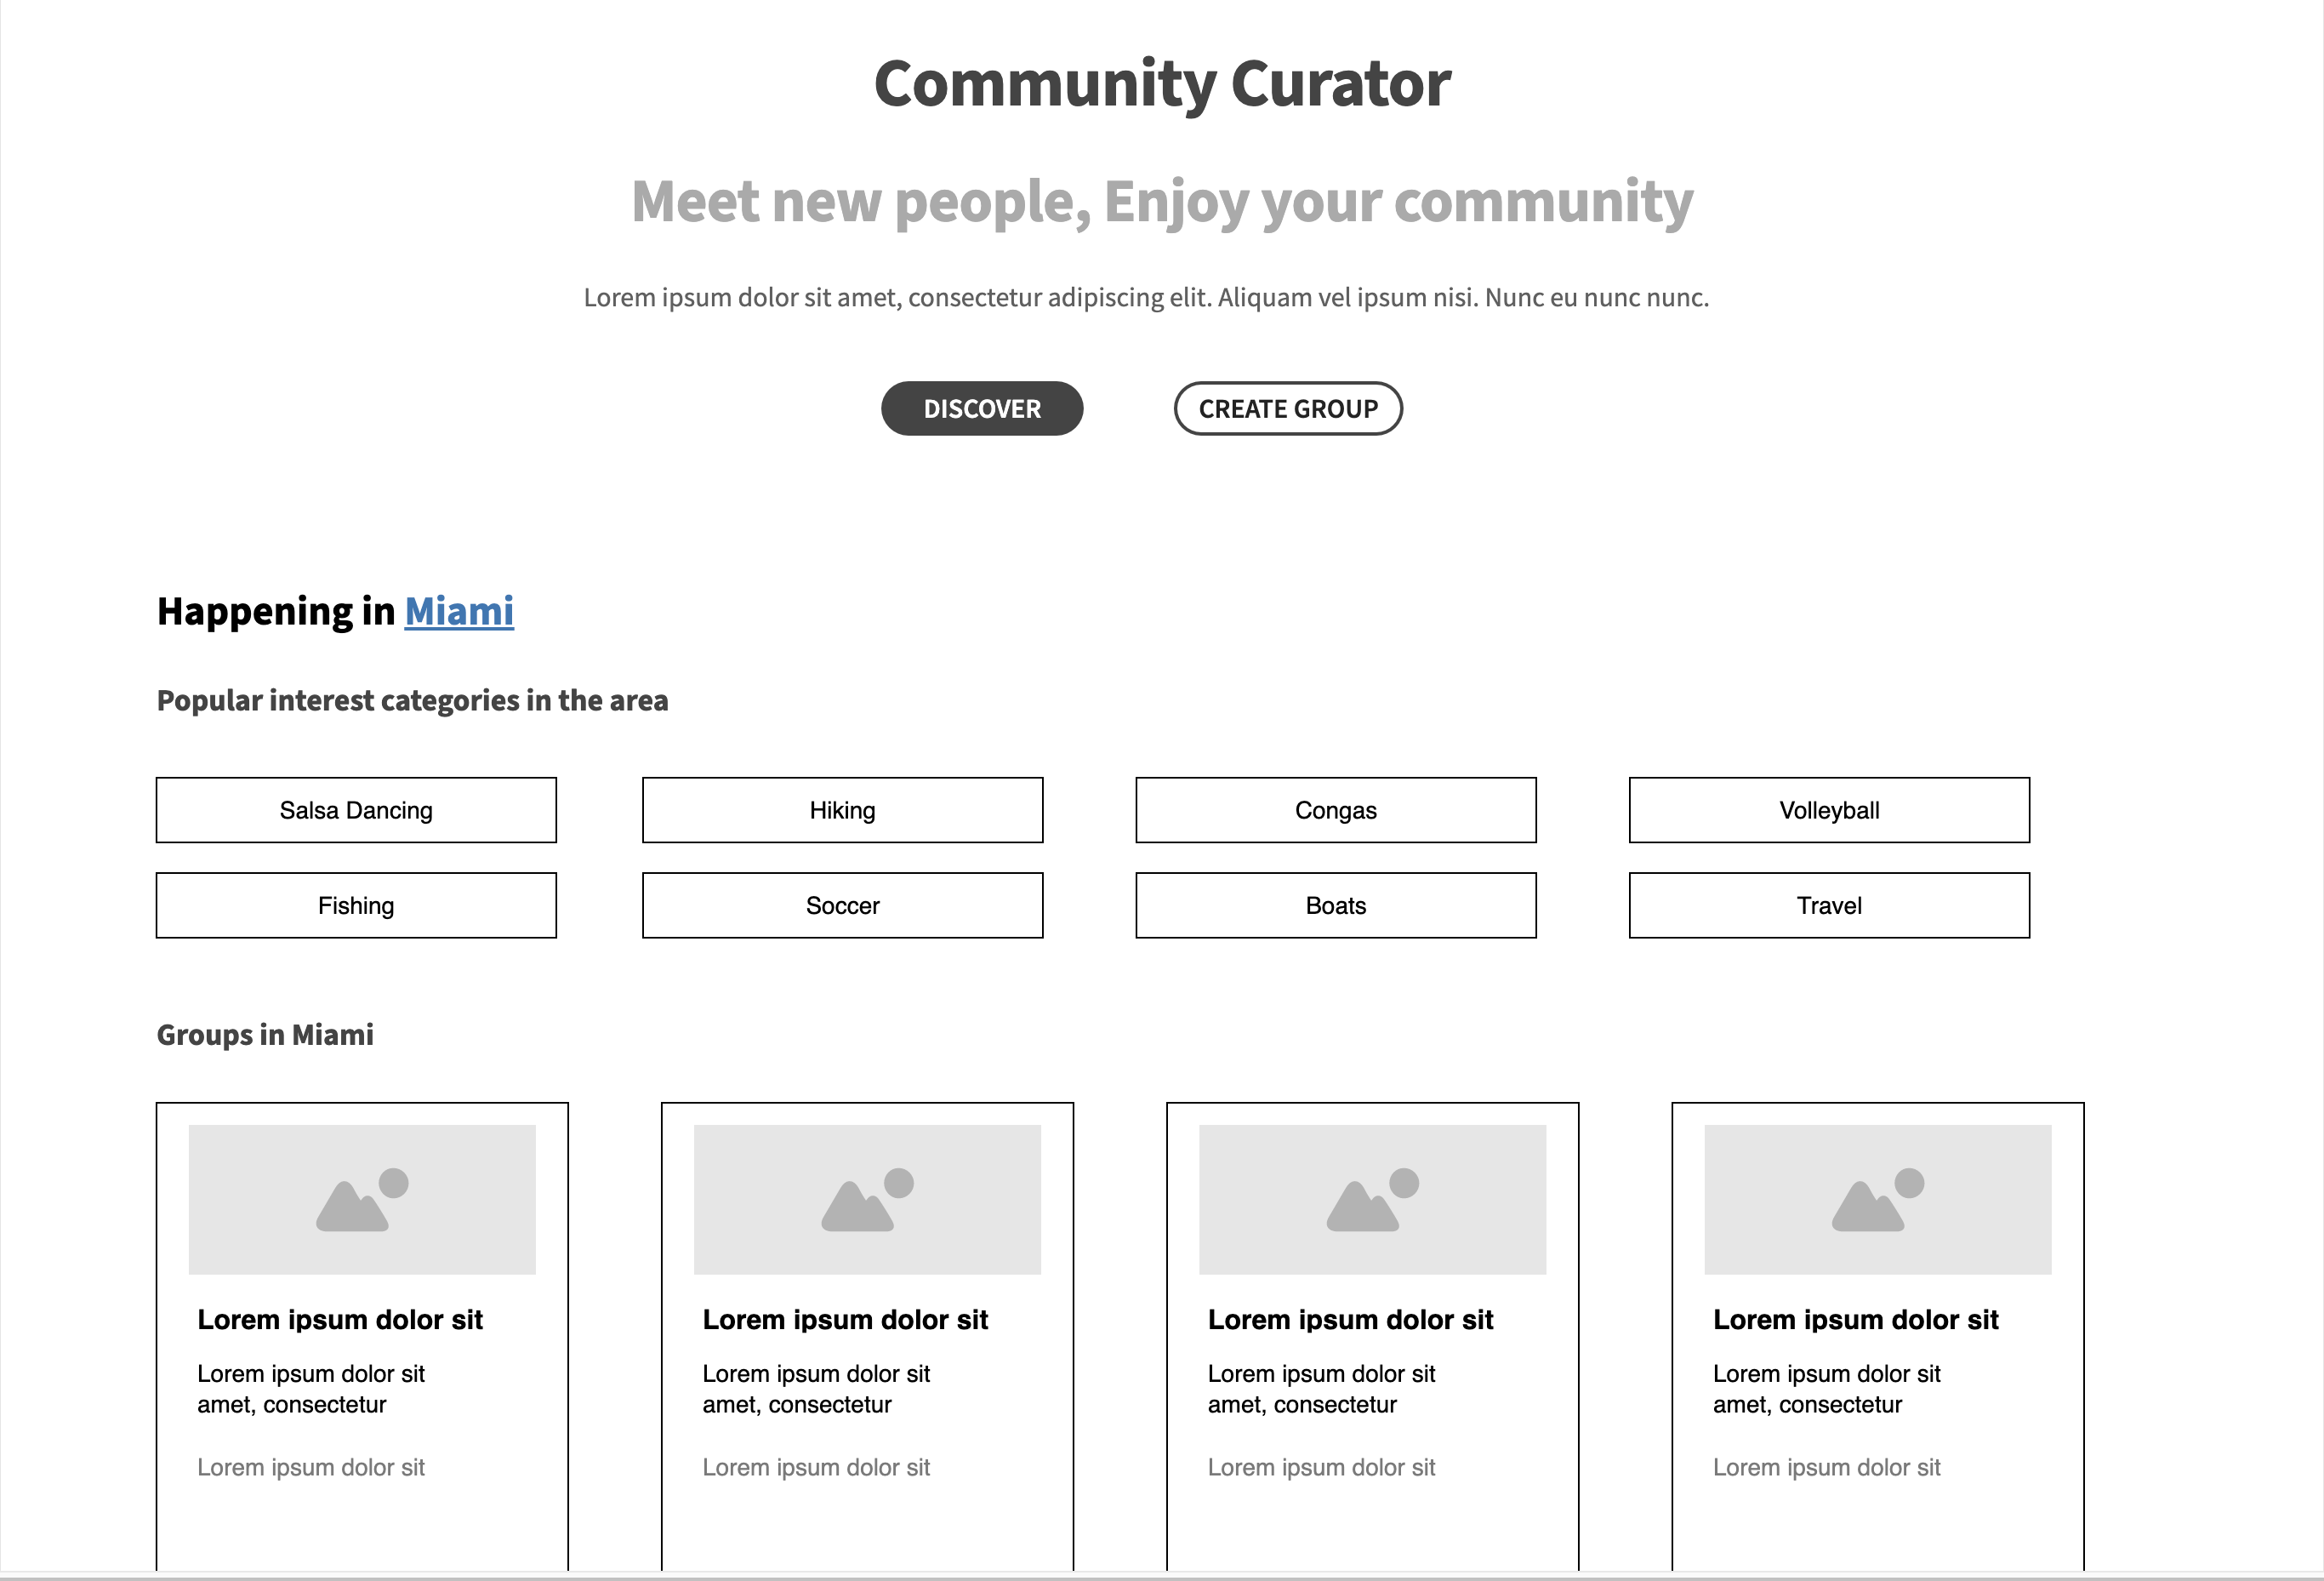 Community Curator
Meet new people, Enjoy your community
Lorem ipsum dolor sit amet, consectetur adipiscing elit. Aliquam vel ipsum nisi. Nunc eu nunc nunc.
DISCOVER
CREATE GROUP
Happening in Miami
Popular interest categories in the area
Salsa Dancing
Hiking
Congas
Volleyball
Fishing
Soccer
Boats
Travel
Groups in Miami
Lorem ipsum dolor sit
Lorem ipsum dolor sit
amet, consectetur
Lorem ipsum dolor sit
Lorem ipsum dolor sit
Lorem ipsum dolor sit
amet, consectetur
Lorem ipsum dolor sit
Lorem ipsum dolor sit
Lorem ipsum dolor sit
amet, consectetur
Lorem ipsum dolor sit
Lorem ipsum dolor sit
Lorem ipsum dolor sit
amet, consectetur
Lorem ipsum dolor sit